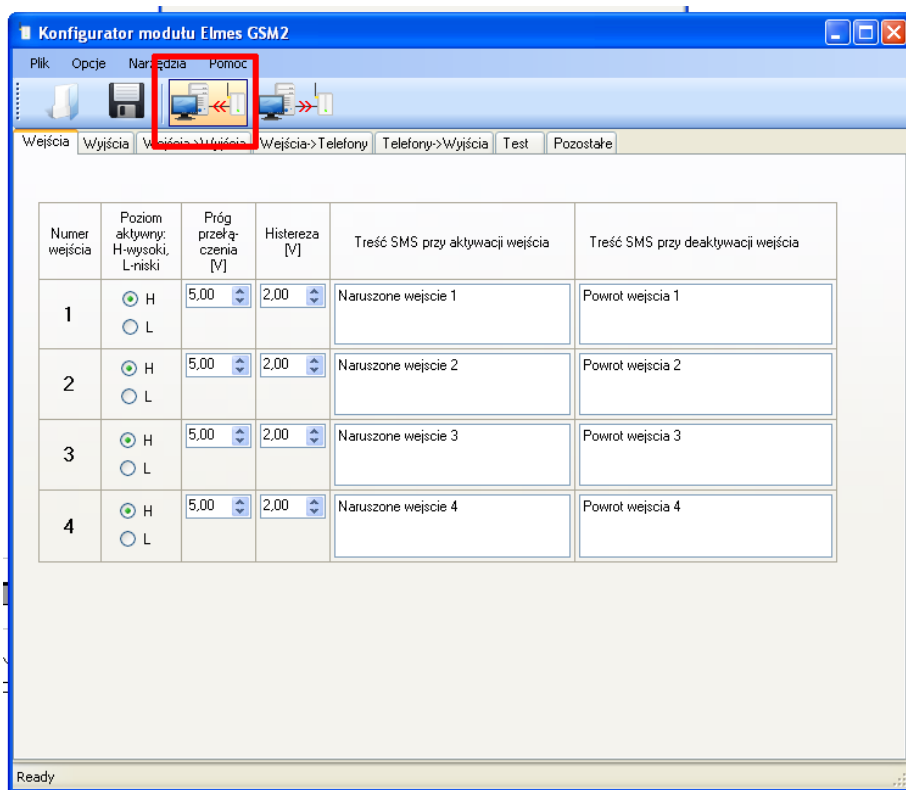 Konfigurator modułu Elmes GSM2
Plik Opcje Narzędzia Pomoc
Wejścia Wyjścia Wejścia->Wyjścia Wejścia->Telefony Telefony->Wyjścia Test Pozostałe
Numer wejścia
Poziom aktywny: H-wysoki, L-niski
Próg przełą-czenia [V]
Histereza [V]
Treść SMS przy aktywacji wejścia
Treść SMS przy deaktywacji wejścia
1 H L 5,00 2,00 Naruszone wejscie 1 Powrot wejscia 1
2 H L 5,00 2,00 Naruszone wejscie 2 Powrot wejscia 2
3 H L 5,00 2,00 Naruszone wejscie 3 Powrot wejscia 3
4 H L 5,00 2,00 Naruszone wejscie 4 Powrot wejscia 4
Ready